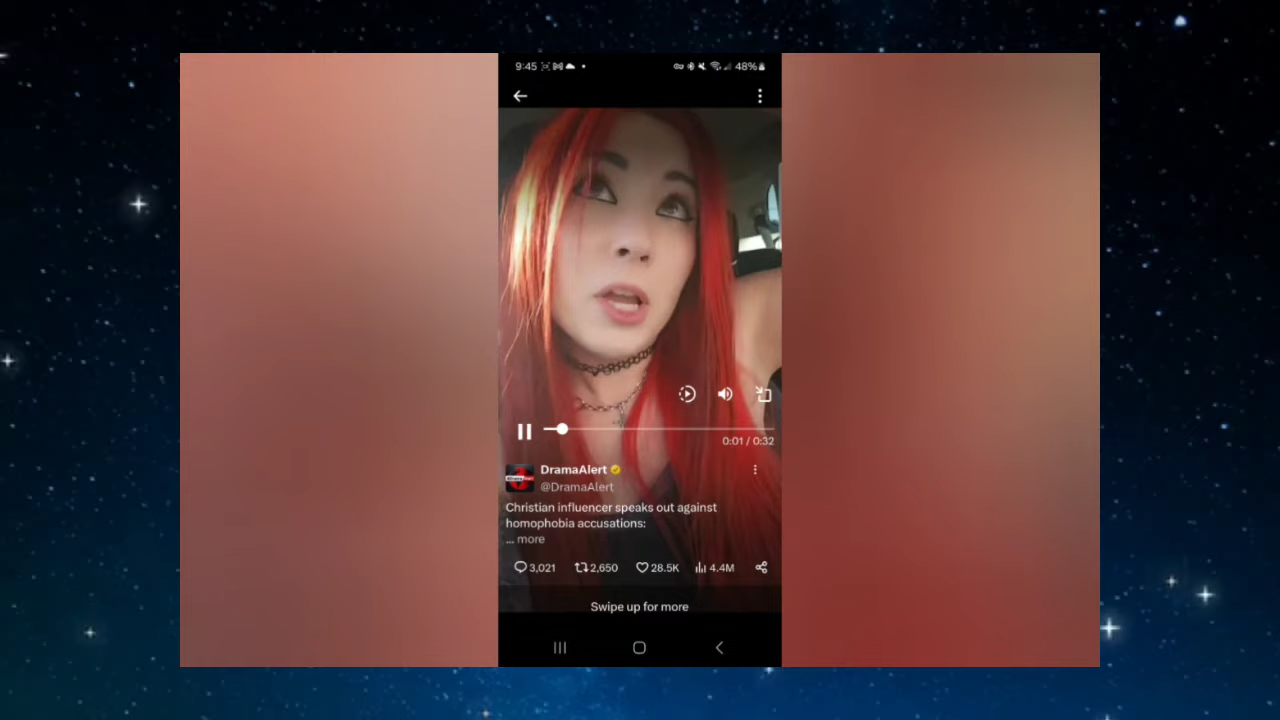 9:45
48%
0:01 / 0:32
DramaAlert
@DramaAlert
Christian influencer speaks out against
homophobia accusations:
... more
3,021 2,650 28.5K 4.4M
Swipe up for more